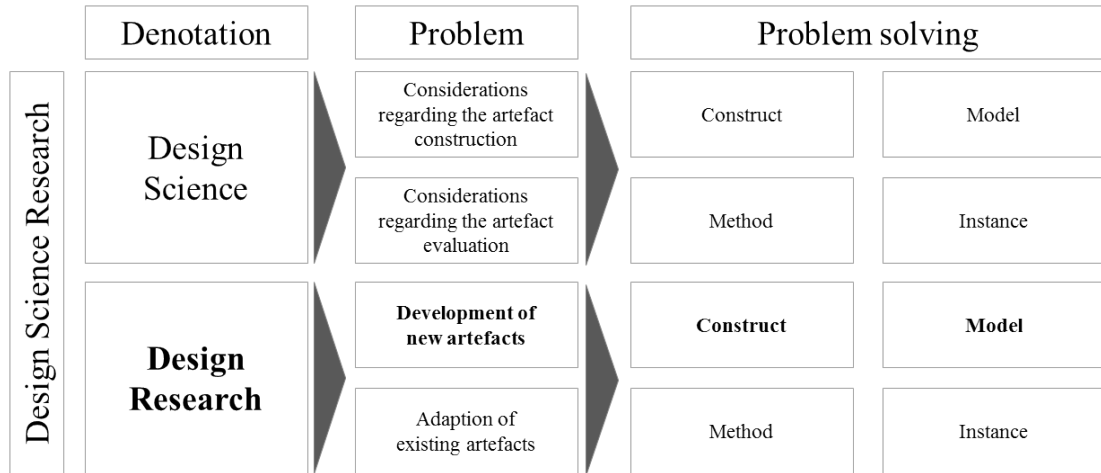 Denotation
Problem
Problem solving
Design Science Research
Design
Science
Considerations
regarding the artefact
construction
Construct
Model
Considerations
regarding the artefact
evaluation
Method
Instance
Design
Research
Development of
new artefacts
Construct
Model
Adaption of
existing artefacts
Method
Instance